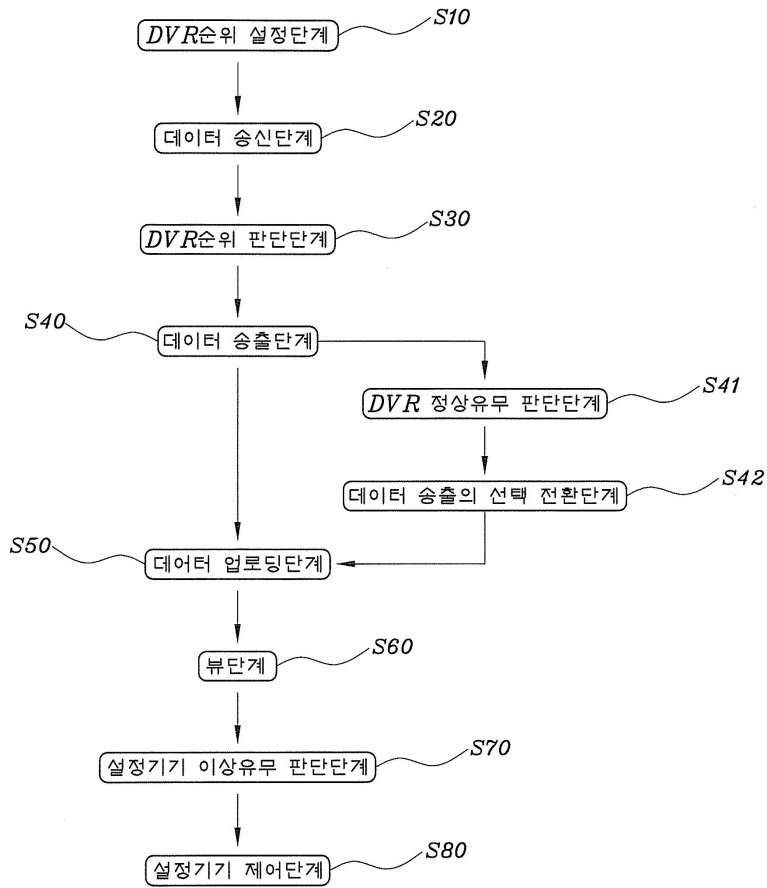 DVR순위 설정단계
S10
데이터 송신단계
S20
DVR순위 판단단계
S30
S40
데이터 송출단계
DVR 정상유무 판단단계
S41
데이터 송출의 선택 전환단계
S42
S50
데어터 업로딩단계
뷰단계
S60
설정기기 이상유무 판단단계
S70
설정기기 제어단계
S80